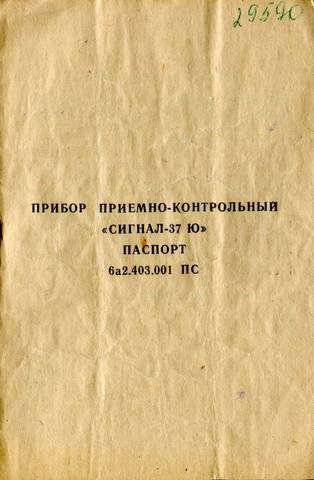 29590
ПРИБОР ПРИЕМНО-КОНТРОЛЬНЫЙ
«СИГНАЛ-37 Ю»
ПАСПОРТ
6а2.403.001 ПС